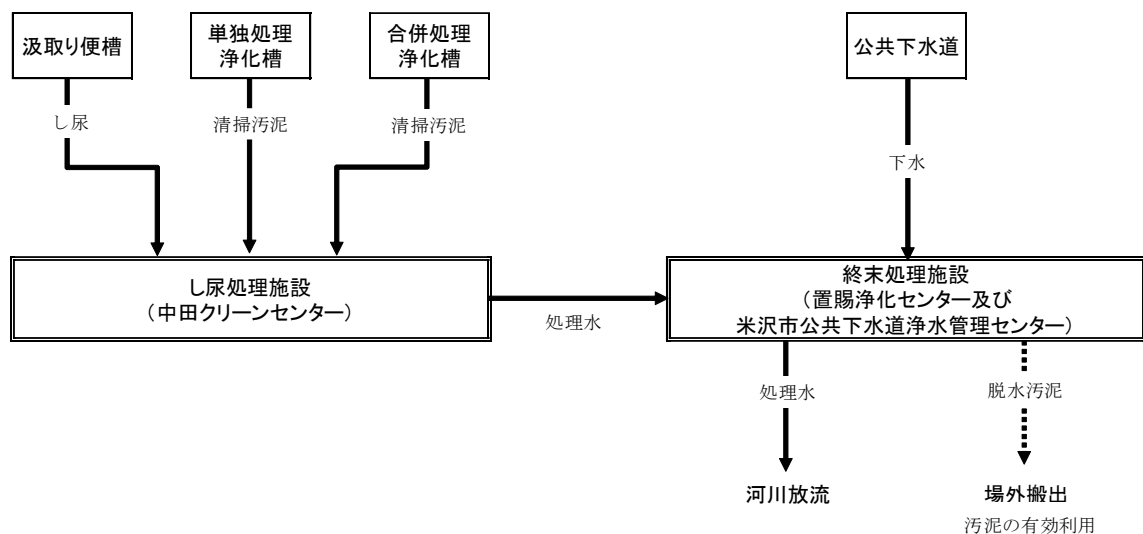 汲取り便槽
単独処理
浄化槽
合併処理
浄化槽
公共下水道
し尿
清掃汚泥
清掃汚泥
下水
し尿処理施設
（中田クリーンセンター）
処理水
終末処理施設
（置賜浄化センター及び
米沢市公共下水道浄水管理センター）
処理水
脱水汚泥
河川放流
場外搬出
汚泥の有効利用